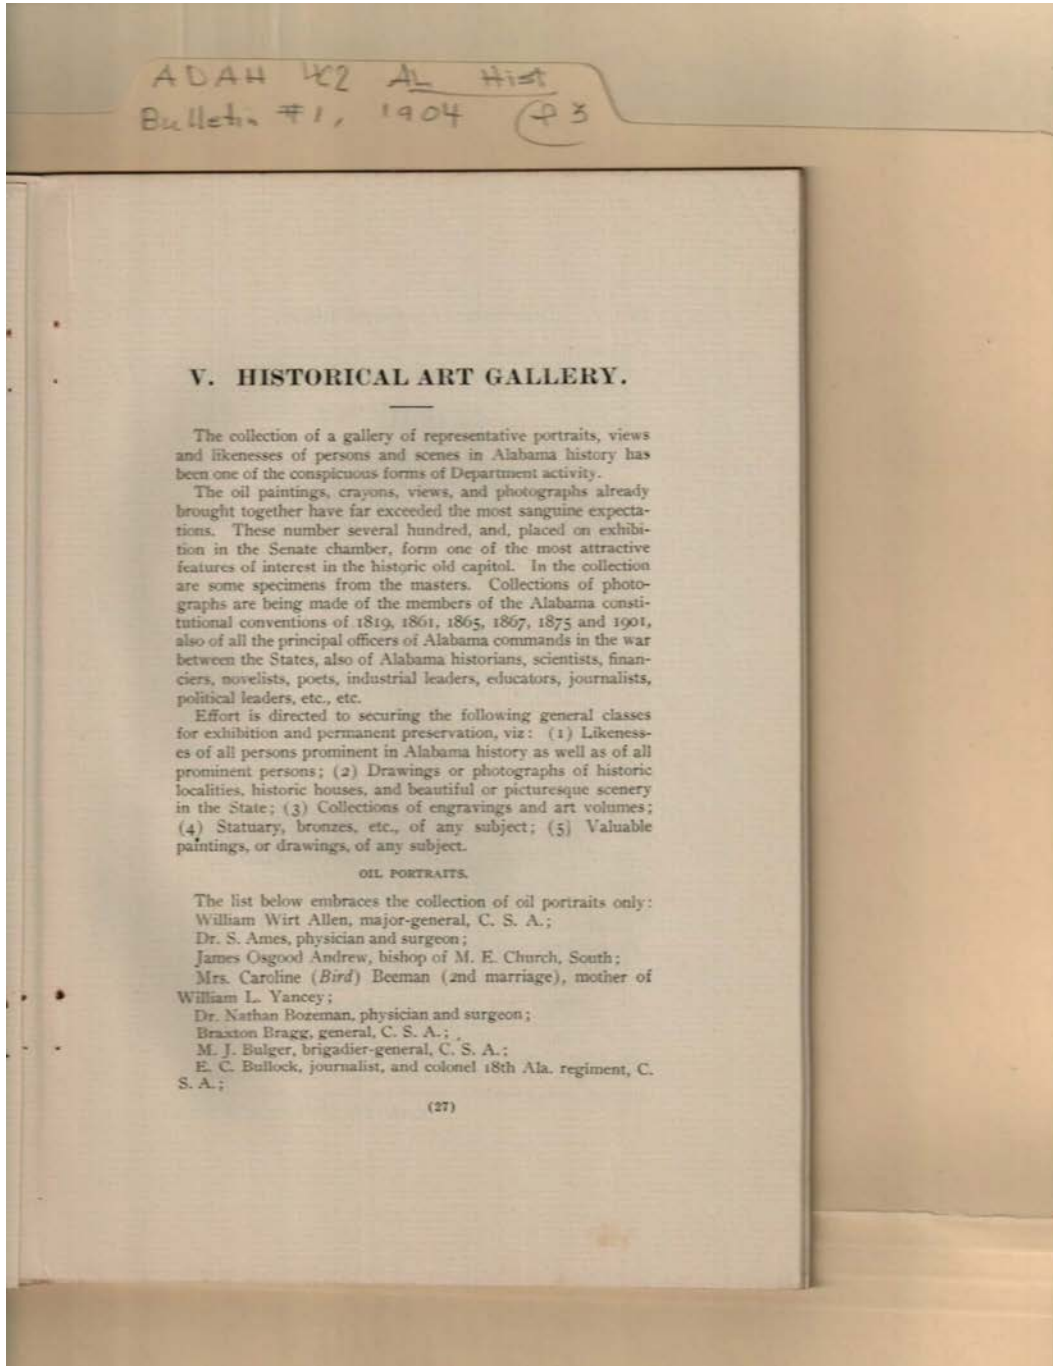 ADAH 4C2 AL Hist
Bulletin #1, 1904 P3
V. HISTORICAL ART GALLERY.
The collection of a gallery of representative portraits, views
and likenesses of persons and scenes in Alabama history has
been one of the conspicuous forms of Department activity.
The oil paintings, crayons, views, and photographs already
brought together have far exceeded the most sanguine expecta-
tions. These number several hundred, and, placed on exhibi-
tion in the Senate chamber, form one of the most attractive
features of interest in the historic old capitol. In the collection
are some specimens from the masters. Collections of photo-
graphs are being made of the members of the Alabama consti-
tutional conventions of 1819, 1861, 1865, 1867, 1875 and 1901,
also of all the principal officers of Alabama commands in the war
between the States, also of Alabama historians, scientists, finan-
ciers, novelists, poets, industrial leaders, educators, journalists,
political leaders, etc., etc.
Effort is directed to securing the following general classes
for exhibition and permanent preservation, viz: (1) Likeness-
es of all persons prominent in Alabama history as well as of all
prominent persons; (2) Drawings or photographs of historic
localities, historic houses, and beautiful or picturesque scenery
in the State; (3) Collections of engravings and art volumes;
(4) Statuary, bronzes, etc., of any subject; (5) Valuable
paintings, or drawings, of any subject.
OIL PORTRAITS.
The list below embraces the collection of oil portraits only:
William Wirt Allen, major-general, C. S. A.;
Dr. S. Ames, physician and surgeon;
James Osgood Andrew, bishop of M. E. Church, South;
Mrs. Caroline (Bird) Beeman (2nd marriage), mother of
William L. Yancey;
Dr. Nathan Bozeman, physician and surgeon;
Braxton Bragg, general, C. S. A.;
M. J. Bulger, brigadier-general, C. S. A.;
E. C. Bullock, journalist, and colonel 18th Ala. regiment, C.
S. A.;
(27)